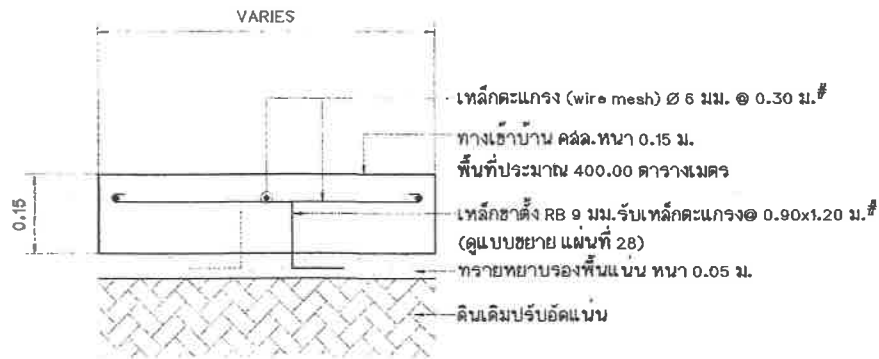 VARIES
เหล็กตะแกรง (wire mesh) Ø 6 มม. @ 0.30 ม.#
ทางเข้าบ้าน คสล.หนา 0.15 ม.
พื้นที่ประมาณ 400.00 ตารางเมตร
0.15
เหล็กขาตั้ง RB 9 มม.รับเหล็กตะแกรง@ 0.90x1.20 ม.#
(ดูแบบขยาย แผ่นที่ 28)
ทรายหยาบรองพื้นแน่น หนา 0.05 ม.
ดินเดิมปรับอัดแน่น